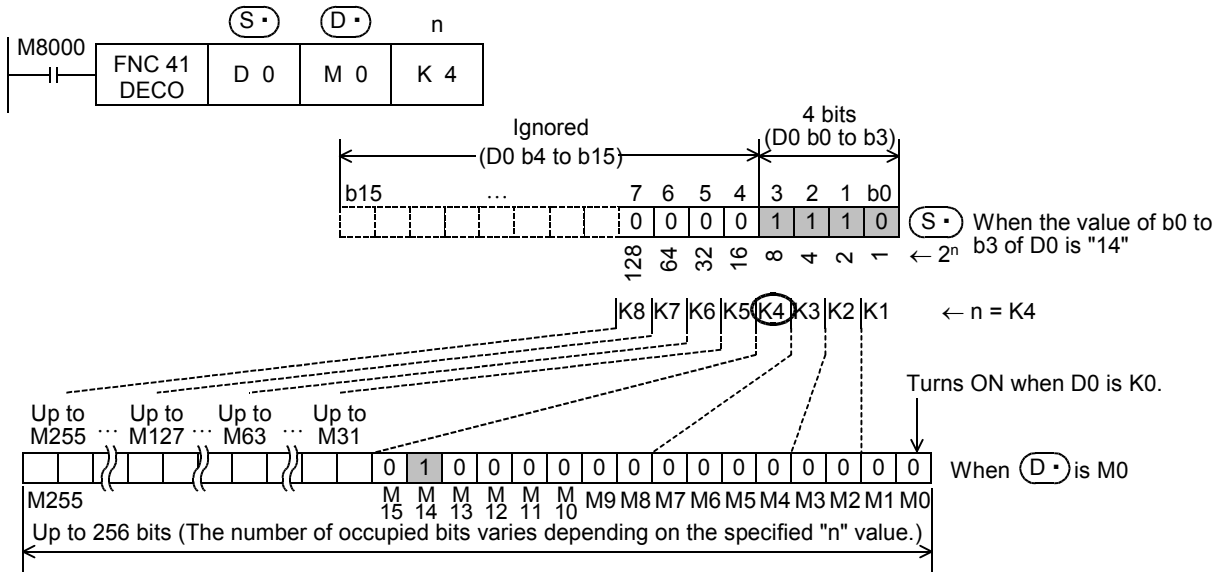 S· D· n
M8000
FNC 41 DECO D 0 M 0 K 4
Ignored
(D0 b4 to b15)
4 bits
(D0 b0 to b3)
b15 ... 7 6 5 4 3 2 1 b0
0 0 0 0 1 1 1 0 S· When the value of b0 to b3 of D0 is "14"
128 64 32 16 8 4 2 1 ← 2ⁿ
K8 K7 K6 K5 K4 K3 K2 K1 ← n = K4
Turns ON when D0 is K0.
Up to M255 ... Up to M127 ... Up to M63 ... Up to M31
0 1 0 0 0 0 0 0 0 0 0 0 0 0 0 0 When D· is M0
M255 M15 M14 M13 M12 M11 M10 M9 M8 M7 M6 M5 M4 M3 M2 M1 M0
Up to 256 bits (The number of occupied bits varies depending on the specified "n" value.)